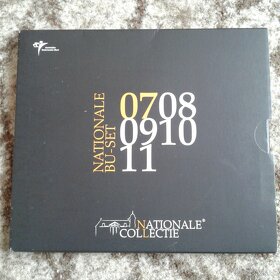 NATIONALE
BU-SET
0708
0910
11
NATIONALE®
COLLECTIE